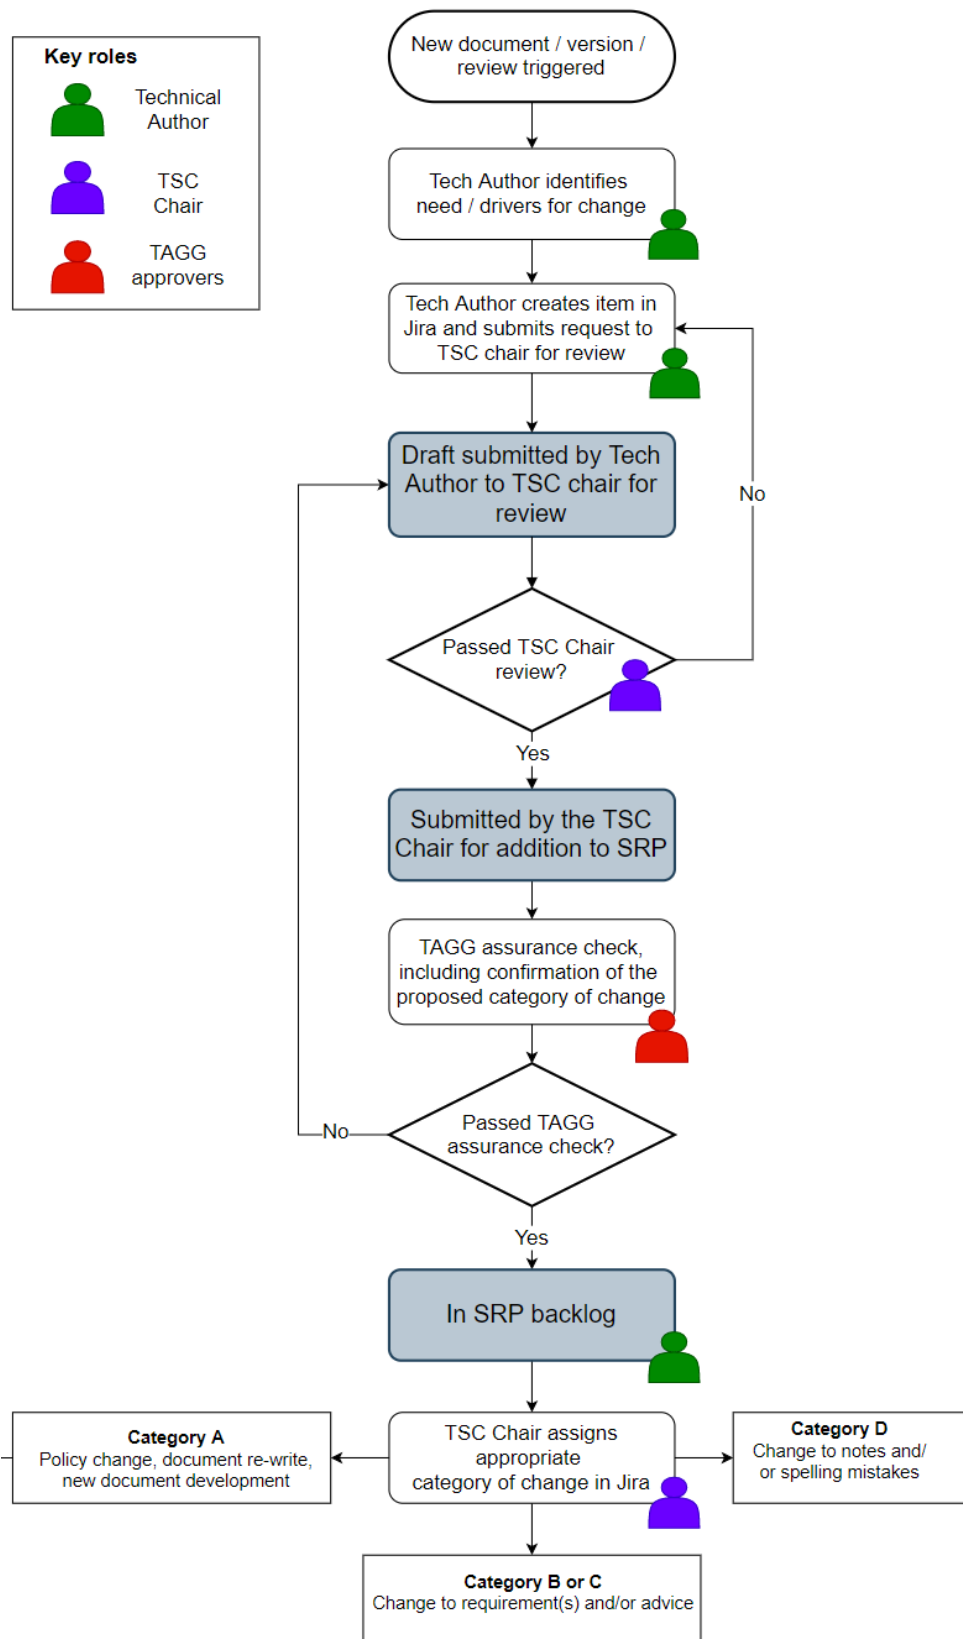 New document / version /
review triggered
Key roles
Technical
Author
TSC
Chair
TAGG
approvers
Tech Author identifies
need / drivers for change
Tech Author creates item in
Jira and submits request to
TSC chair for review
Draft submitted by Tech
Author to TSC chair for
review
No
Passed TSC Chair
review?
Yes
Submitted by the TSC
Chair for addition to SRP
TAGG assurance check,
including confirmation of the
proposed category of change
Passed TAGG
assurance check?
No
Yes
In SRP backlog
TSC Chair assigns
appropriate
category of change in Jira
Category A
Policy change, document re-write,
new document development
Category D
Change to notes and/
or spelling mistakes
Category B or C
Change to requirement(s) and/or advice